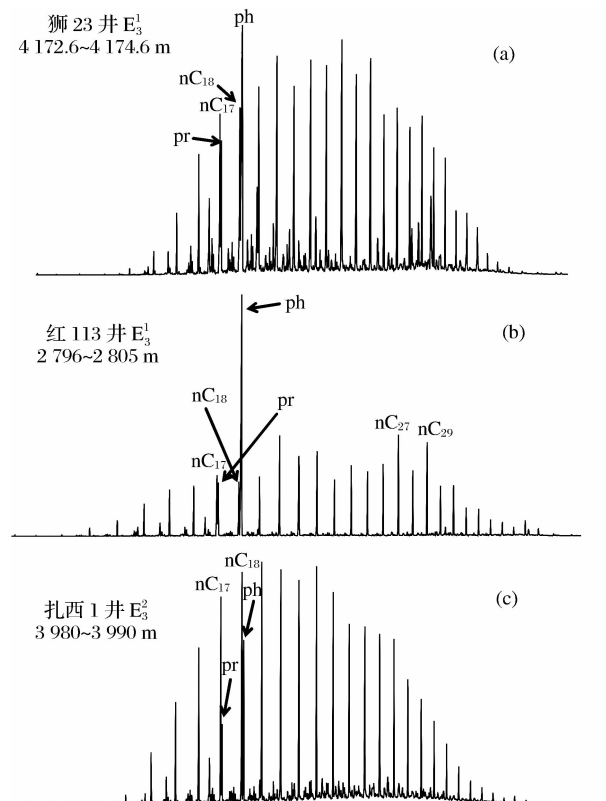 狮 23 井 E₃¹
4 172.6~4 174.6 m
ph
(a)
nC₁₈
nC₁₇
pr
红 113 井 E₃¹
2 796~2 805 m
ph
(b)
nC₁₈
pr
nC₂₇
nC₂₉
nC₁₇
扎西 1 井 E₃²
3 980~3 990 m
nC₁₈
nC₁₇
ph
(c)
pr